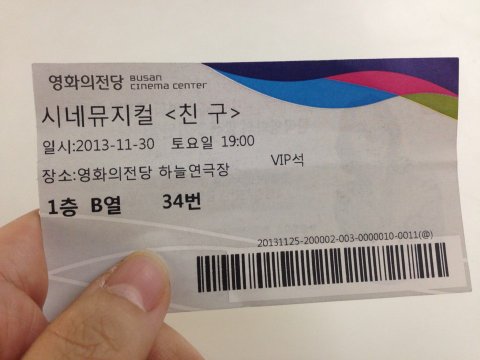 영화의전당 BUSAN CINEMA CENTER
시네뮤지컬 <친 구>
일시:2013-11-30 토요일 19:00
장소:영화의전당 하늘연극장 VIP석
1층 B열 34번
20131125-200002-003-0000010-0011(@)